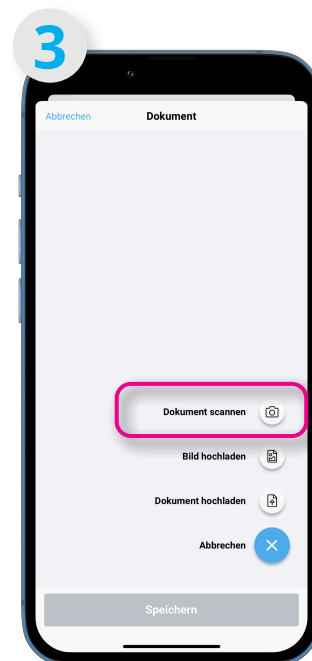 3
Abbrechen Dokument
Dokument scannen
Bild hochladen
Dokument hochladen
Abbrechen
Speichern